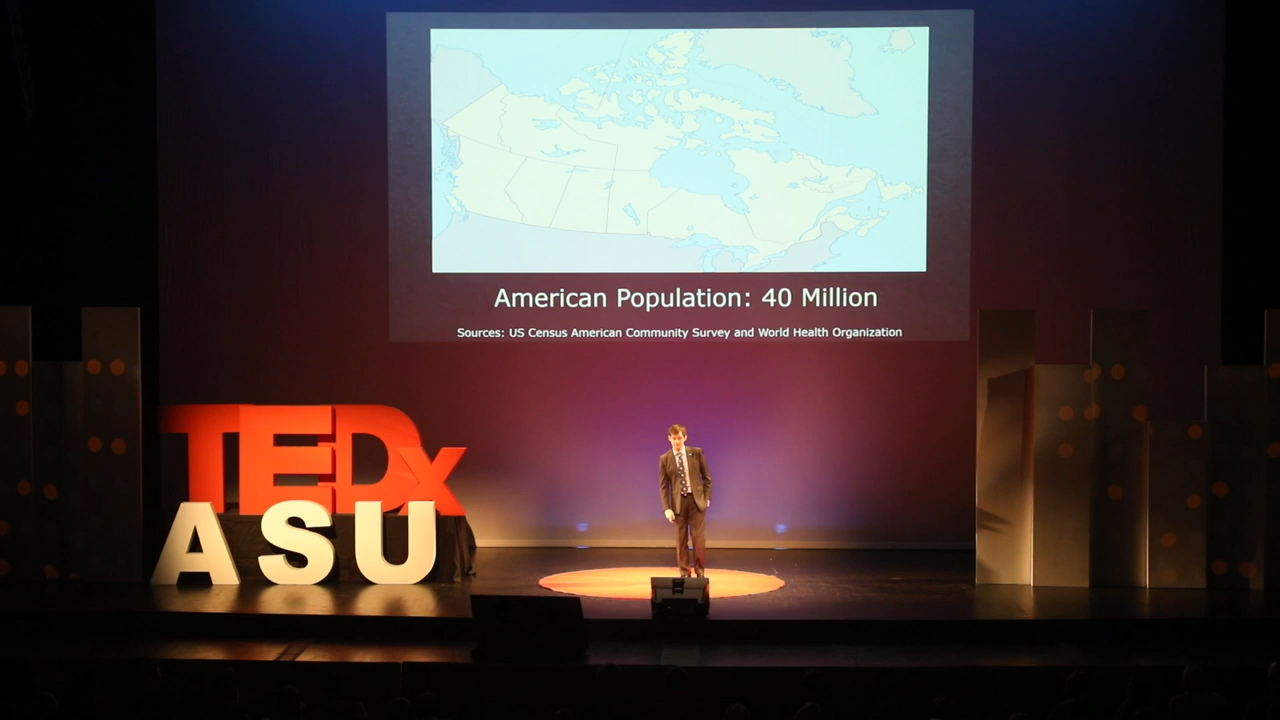 American Population: 40 Million
Sources: US Census American Community Survey and World Health Organization
TEDx
ASU